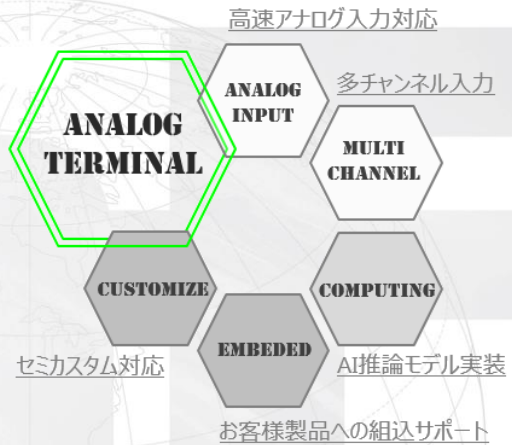 高速アナログ入力対応
ANALOG
INPUT
多チャンネル入力
ANALOG
TERMINAL
MULTI
CHANNEL
CUSTOMIZE
COMPUTING
EMBEDED
セミカスタム対応
AI推論モデル実装
お客様製品への組込サポート